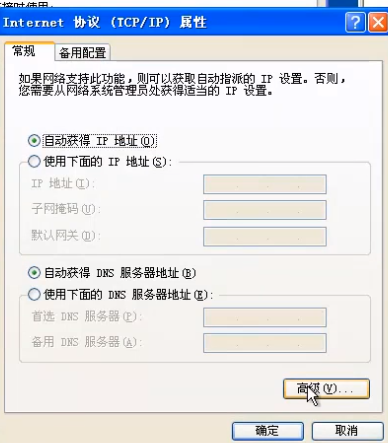 Internet 协议 (TCP/IP) 属性
常规 备用配置
如果网络支持此功能，则可以获取自动指派的 IP 设置。否则，
您需要从网络系统管理员处获得适当的 IP 设置。
自动获得 IP 地址(O)
使用下面的 IP 地址(S):
IP 地址(I):
子网掩码(U):
默认网关(D):
自动获得 DNS 服务器地址(B)
使用下面的 DNS 服务器地址(E):
首选 DNS 服务器(P):
备用 DNS 服务器(A):
高级(V)...
确定 取消